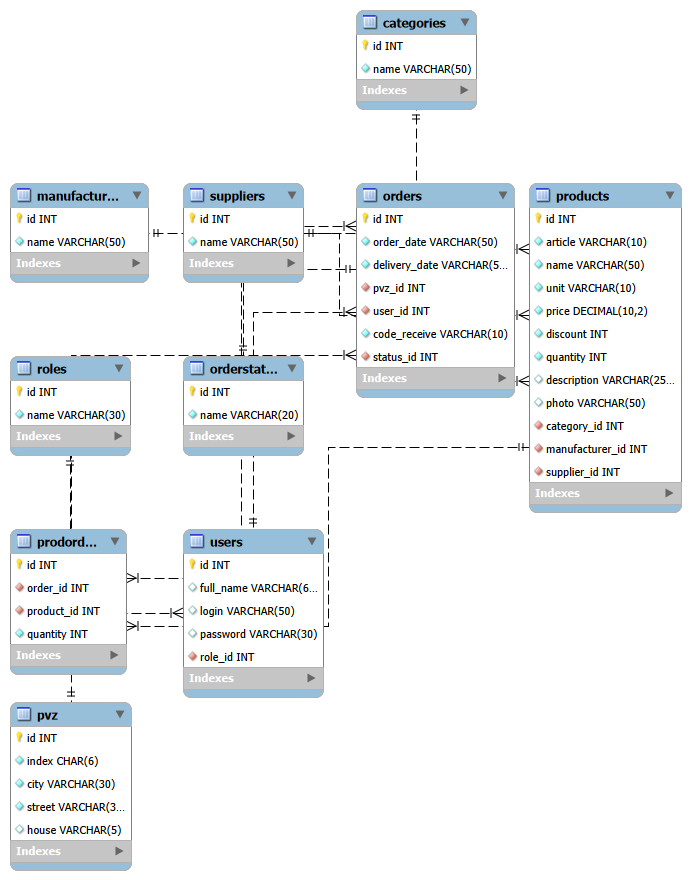 categories
id INT
name VARCHAR(50)
Indexes
manufactur...
id INT
name VARCHAR(50)
Indexes
suppliers
id INT
name VARCHAR(50)
Indexes
orders
id INT
order_date VARCHAR(50)
delivery_date VARCHAR(5...
pvz_id INT
user_id INT
code_receive VARCHAR(10)
status_id INT
Indexes
products
id INT
article VARCHAR(10)
name VARCHAR(50)
unit VARCHAR(10)
price DECIMAL(10,2)
discount INT
quantity INT
description VARCHAR(25...
photo VARCHAR(50)
category_id INT
manufacturer_id INT
supplier_id INT
Indexes
roles
id INT
name VARCHAR(30)
Indexes
orderstat...
id INT
name VARCHAR(20)
Indexes
prodord...
id INT
order_id INT
product_id INT
quantity INT
Indexes
users
id INT
full_name VARCHAR(6...
login VARCHAR(50)
password VARCHAR(30)
role_id INT
Indexes
pvz
id INT
index CHAR(6)
city VARCHAR(30)
street VARCHAR(3...
house VARCHAR(5)
Indexes